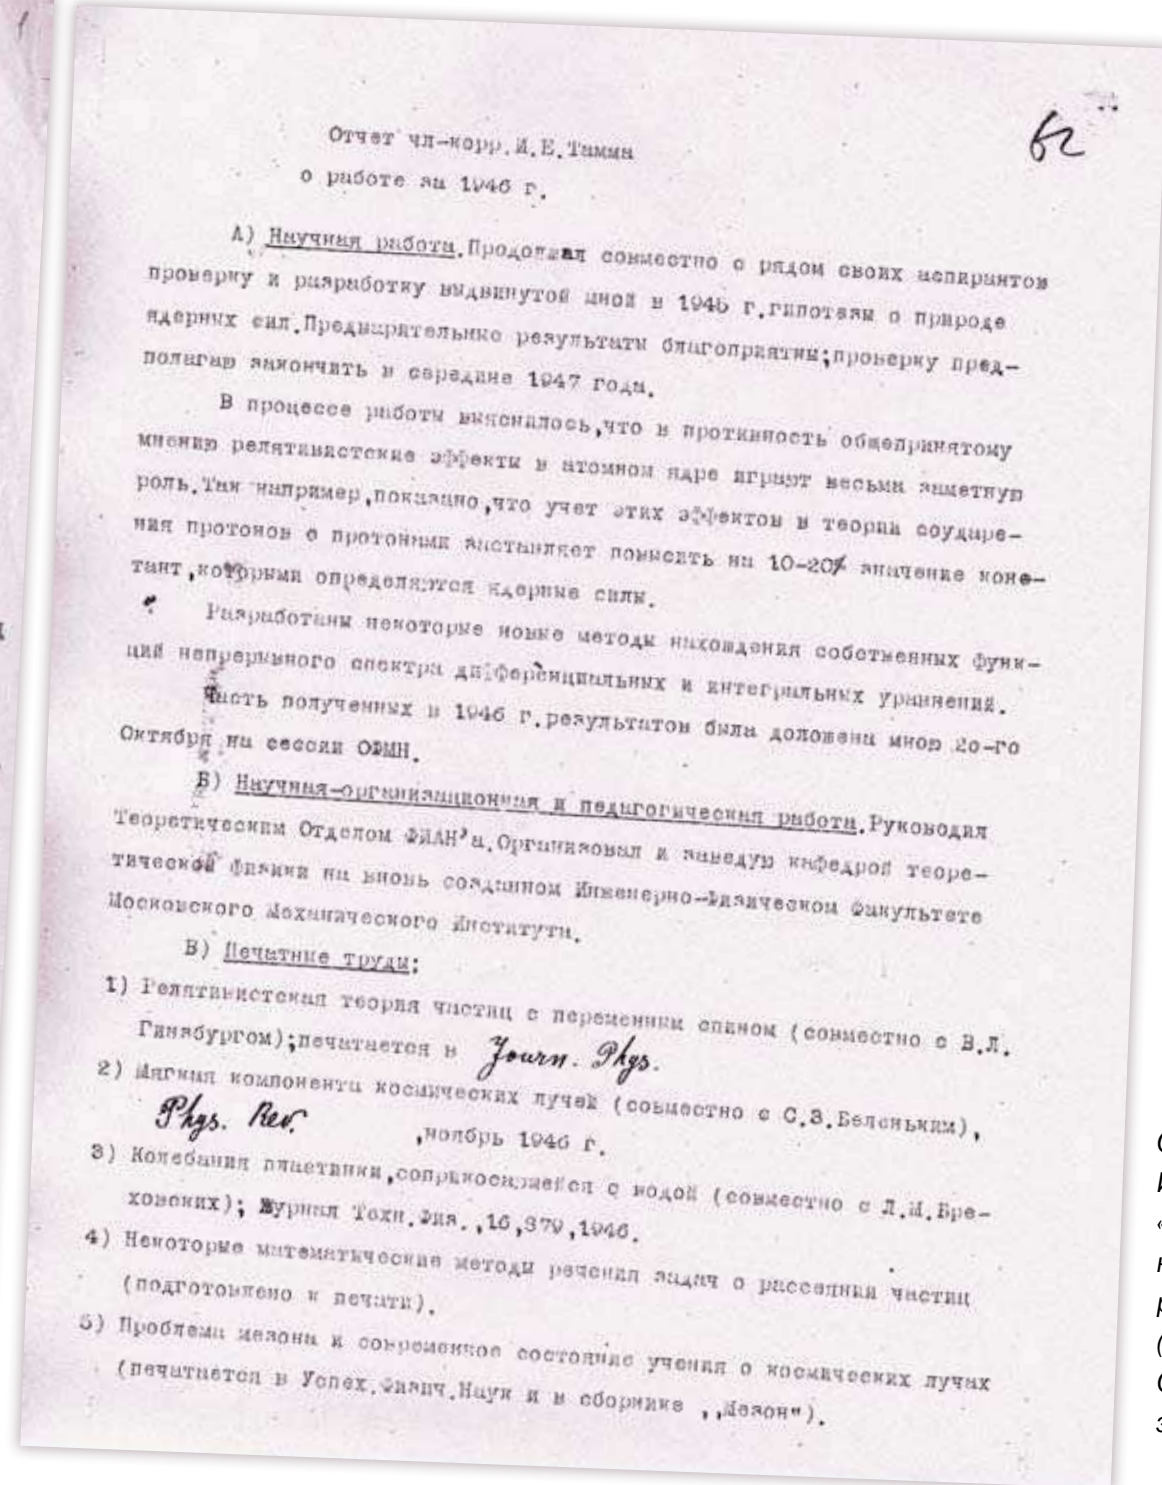 62
Отчет чл-корр.И.Е.Тамма
о работе за 1946 г.
А) Научная работа.Продолжал совместно с рядом своих аспирантов
проверку и разработку выдвинутой мной в 1945 г.гипотезы о природе
ядерных сил.Предварительные результаты благоприятны;проверку пред-
полагаю закончить в середине 1947 года.
В процессе работы выяснилось,что в противность общепринятому
мнению релятивистские эффекты в атомном ядре играют весьма заметную
роль.Так например,показано,что учет этих эффектов в теории соударе-
ния протонов с протонами заставляет повысить на 10-20% значение конс-
тант,которыми определяются ядерные силы.
Разработаны некоторые новые методы нахождения собственных функ-
ций непрерывного спектра дифференциальных и интегральных уравнений.
Часть полученных в 1946 г.результатов была доложена мною 2о-го
Октября на сессии ОФМН.
Б) Научная-организационная и педагогическая работа.Руководил
Теоретическим Отделом ФИАН'а.Организовал и заведую кафедрой теоре-
тической физики на вновь созданном Инженерно-Физическом факультете
Московского Механического Института.
В) Печатные труды:
1) Релятивистская теория частиц с переменным спином (совместно с В.Л.
Гинзбургом);печатается в Journ. Phys.
2) Мягкая компонента космических лучей (совместно с С.З.Беленьким),
Phys. Rev. ,ноябрь 1946 г.
3) Колебания пластинки,соприкосающейся с водой (совместно с Л.М.Бре-
ховских); Журнал Техн.Физ.,16,879,1946.
4) Некоторые математические методы речения задач о рассеянии частиц
(подготовлено к печати).
5) Проблема мезона и современное состояние учения о космических лучах
(печатается в Успех.Физич.Наук и в сборнике ,,Мезон").